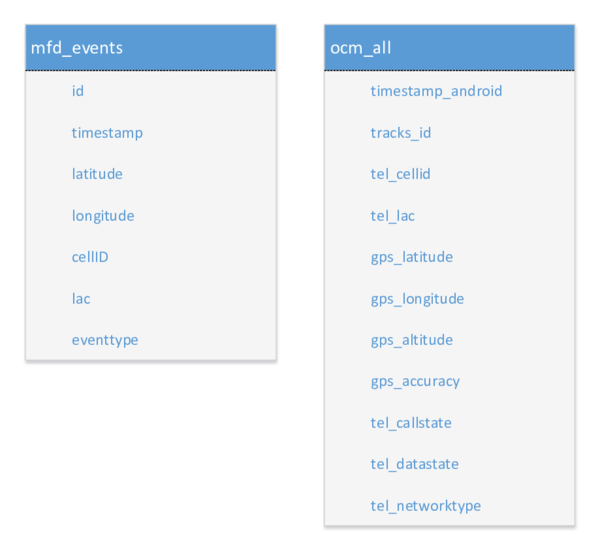 mfd_events
id
timestamp
latitude
longitude
cellID
lac
eventtype
ocm_all
timestamp_android
tracks_id
tel_cellid
tel_lac
gps_latitude
gps_longitude
gps_altitude
gps_accuracy
tel_callstate
tel_datastate
tel_networktype